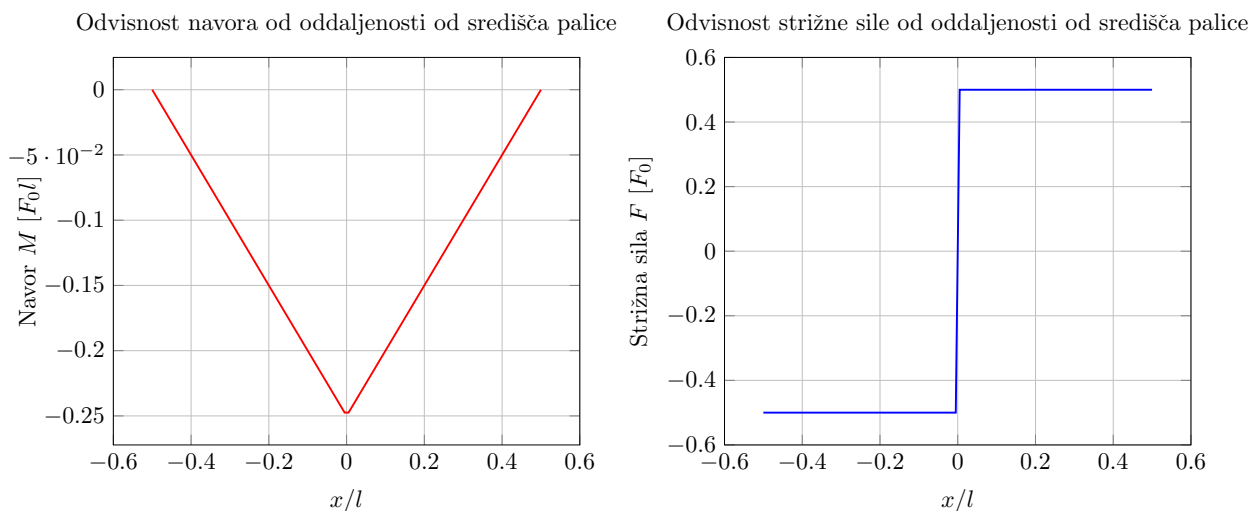 Odvisnost navora od oddaljenosti od središča palice
0
−5 · 10⁻²
−0.1
−0.15
−0.2
−0.25
Navor M [F₀l]
−0.6 −0.4 −0.2 0 0.2 0.4 0.6
x/l
Odvisnost strižne sile od oddaljenosti od središča palice
0.6
0.4
0.2
0
−0.2
−0.4
−0.6
Strižna sila F [F₀]
−0.6 −0.4 −0.2 0 0.2 0.4 0.6
x/l